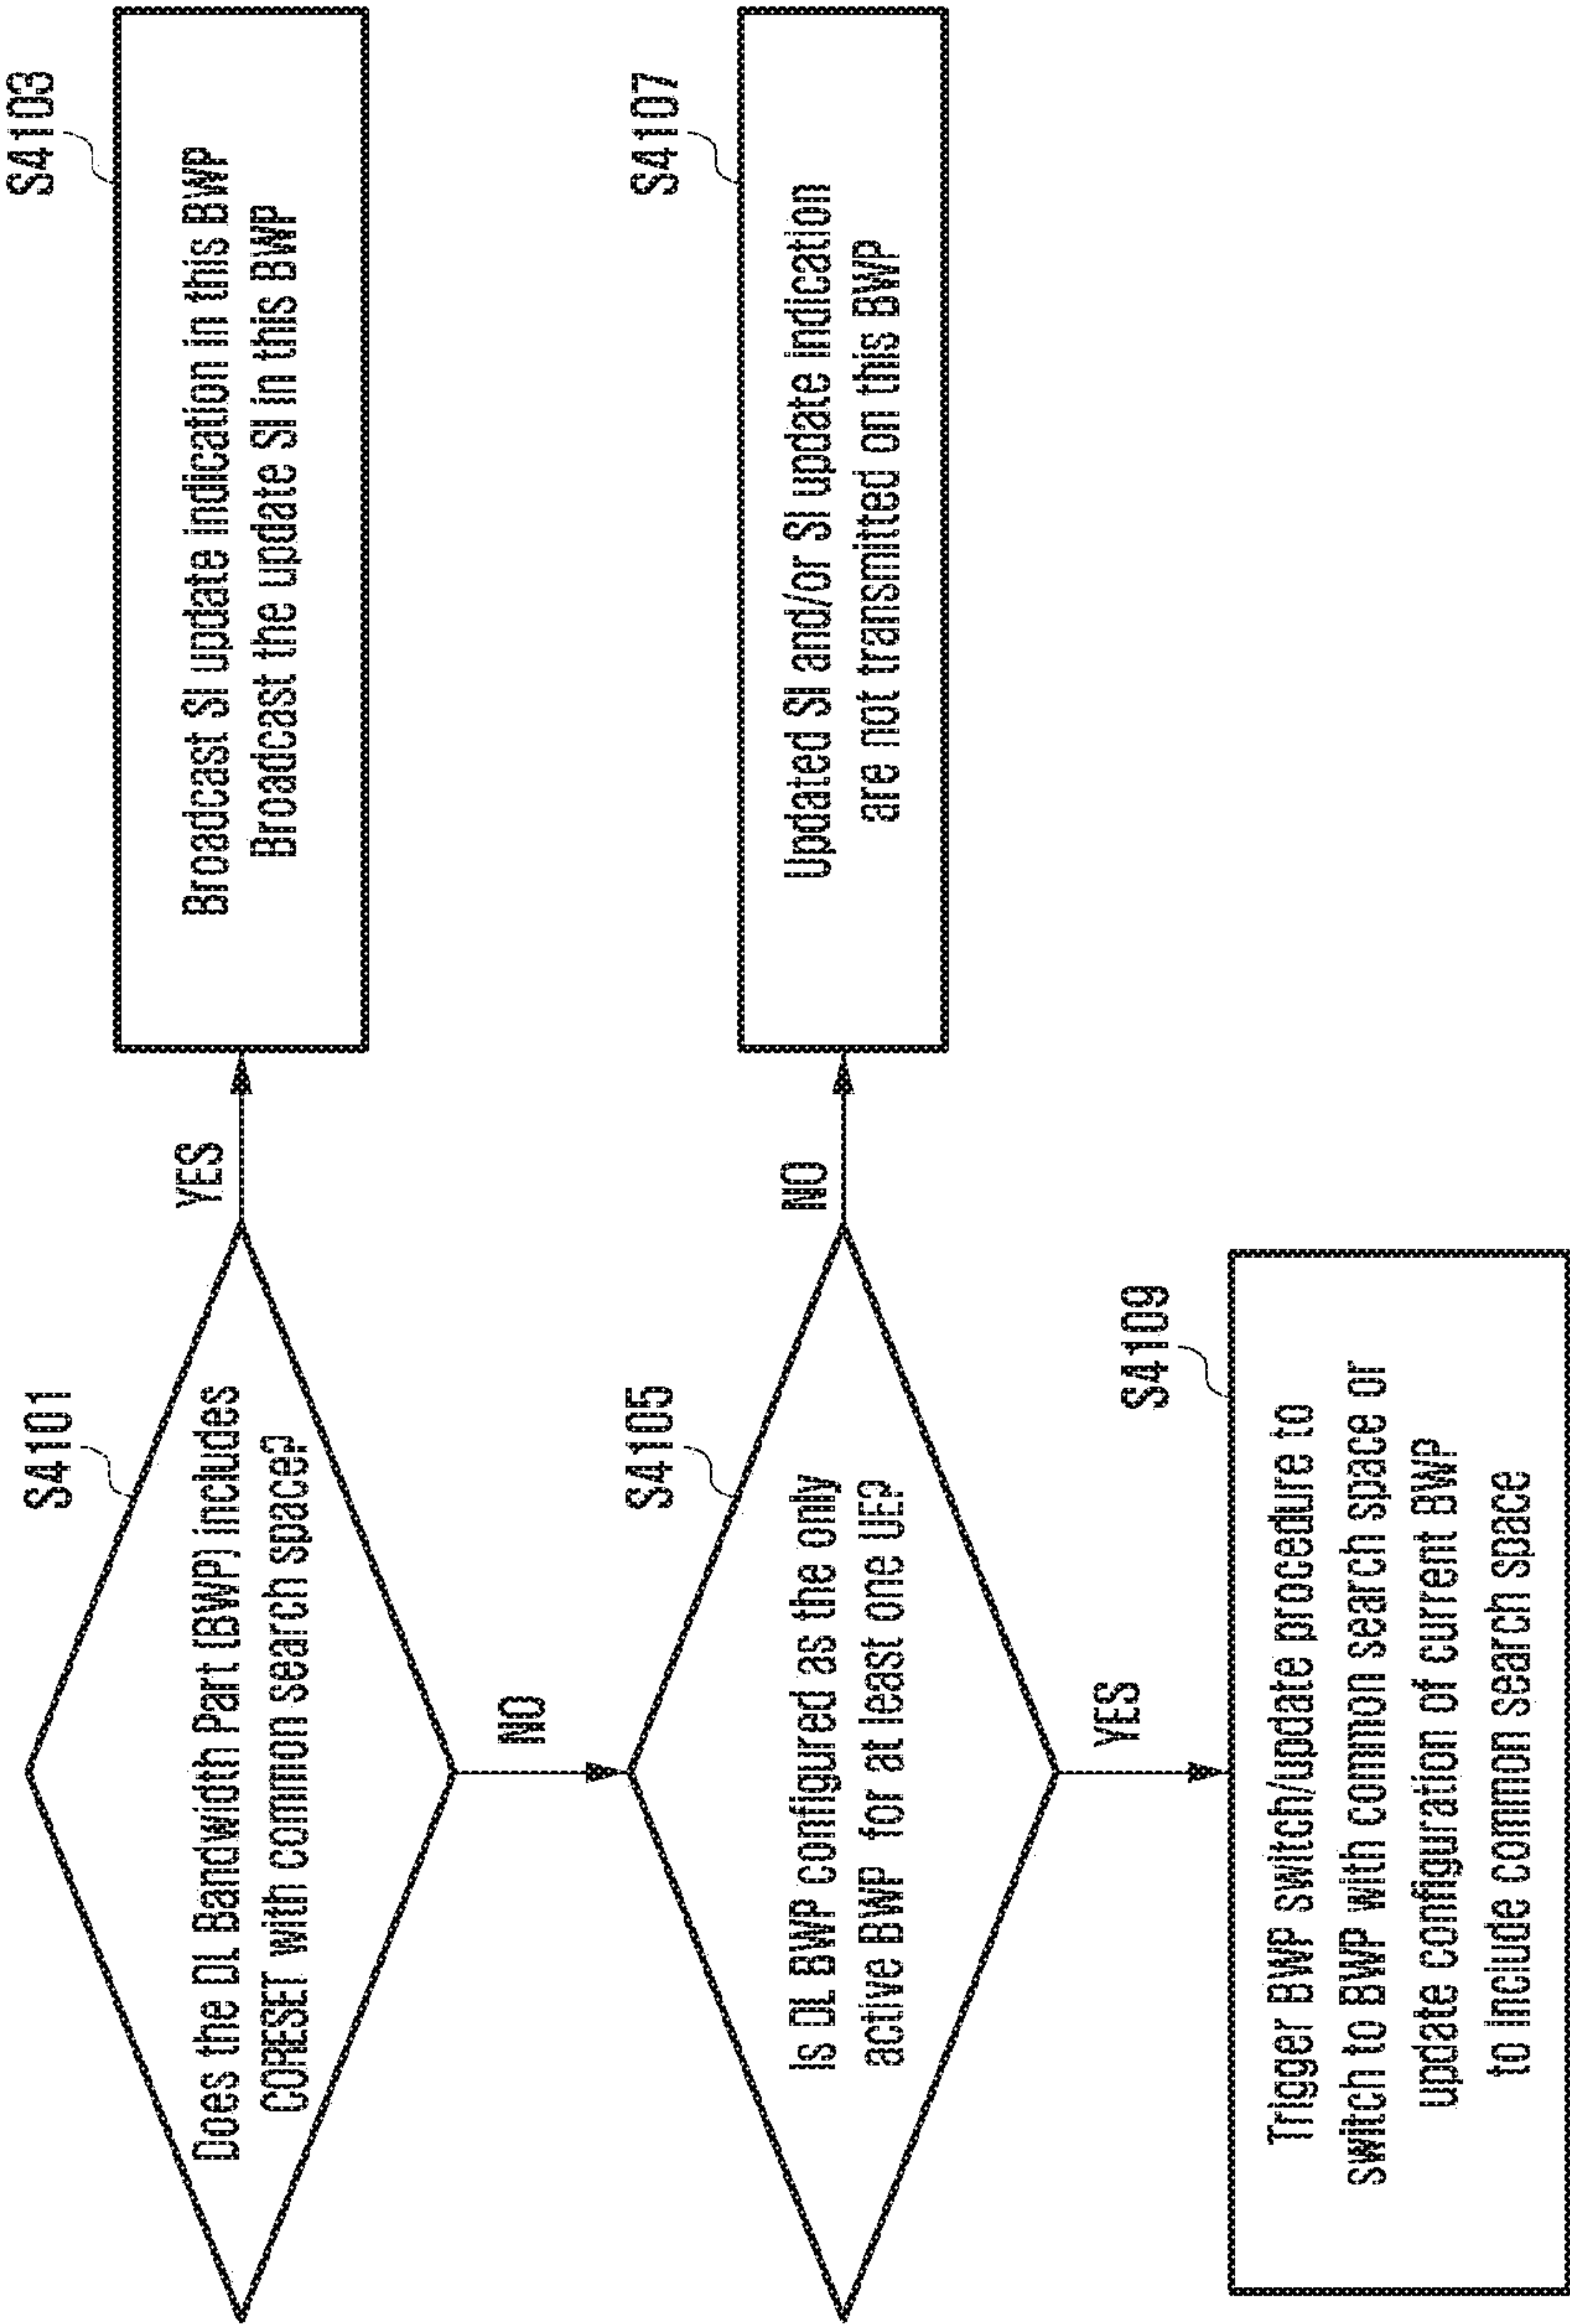 S4101
Does the DL Bandwidth Part (BWP) includes
CORESET with common search space?
YES
S4103
Broadcast SI update indication in this BWP
Broadcast the update SI in this BWP
NO
S4105
Is DL BWP configured as the only
active BWP for at least one UE?
NO
S4107
Updated SI and/or SI update indication
are not transmitted on this BWP
YES
S4109
Trigger BWP switch/update procedure to
switch to BWP with common search space or
update configuration of current BWP
to include common search space